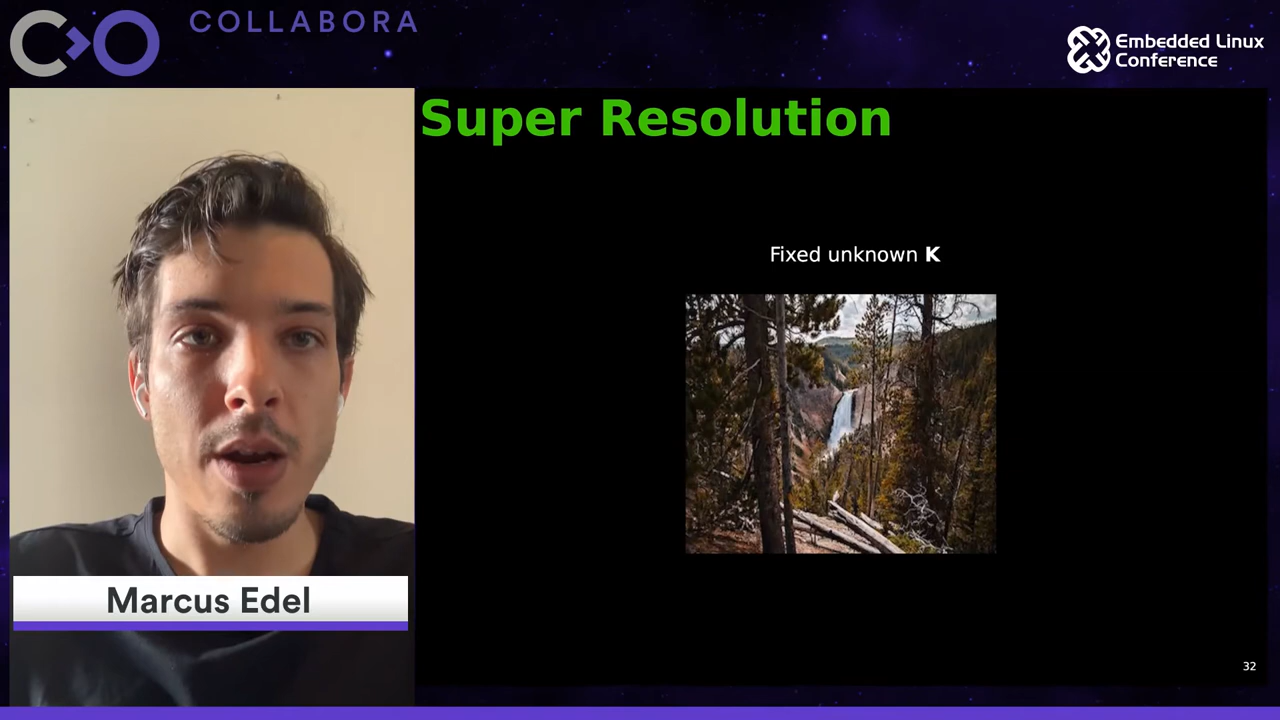 COLLABORA
Embedded Linux
Conference
Super Resolution
Fixed unknown K
Marcus Edel
32